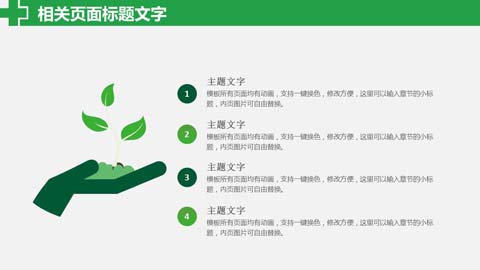 相关页面标题文字
1
主题文字
模板所有页面均有动画，支持一键换色，修改方便，这里可以输入章节的小标
题，内页图片可自由替换。
2
主题文字
模板所有页面均有动画，支持一键换色，修改方便，这里可以输入章节的小标
题，内页图片可自由替换。
3
主题文字
模板所有页面均有动画，支持一键换色，修改方便，这里可以输入章节的小标
题，内页图片可自由替换。
4
主题文字
模板所有页面均有动画，支持一键换色，修改方便，这里可以输入章节的小标
题，内页图片可自由替换。